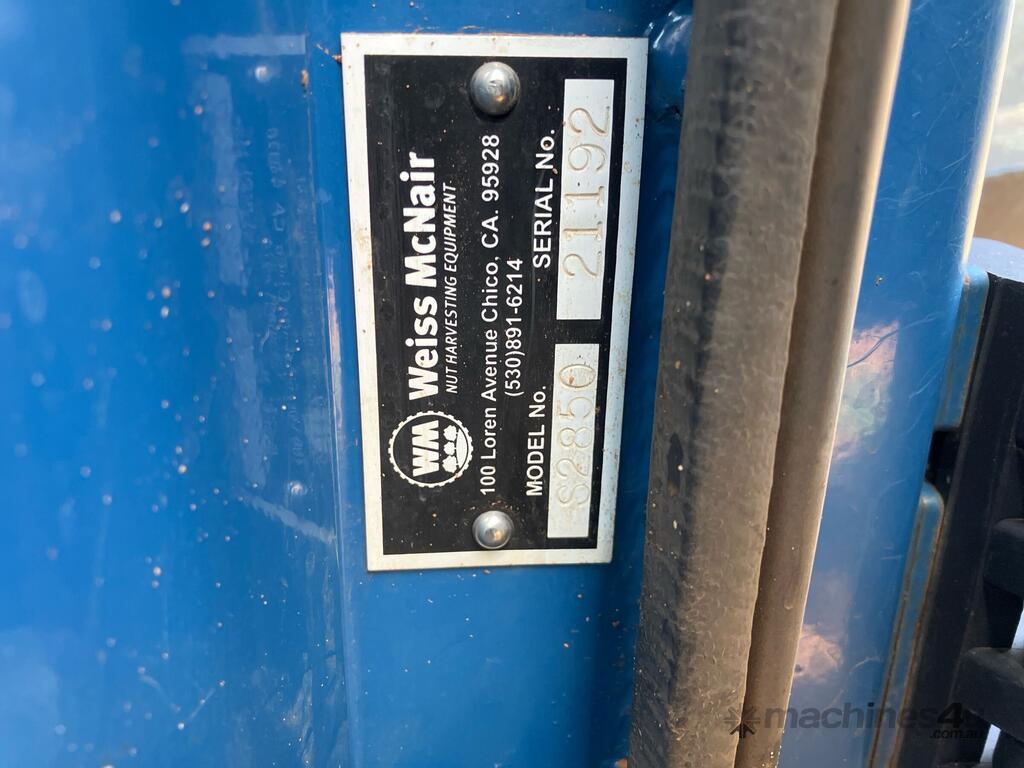 WM
Weiss McNair
NUT HARVESTING EQUIPMENT
100 Loren Avenue Chico, CA. 95928
(530)891-6214
MODEL No. SERIAL No.
S2850 21192
machines4u
.com.au